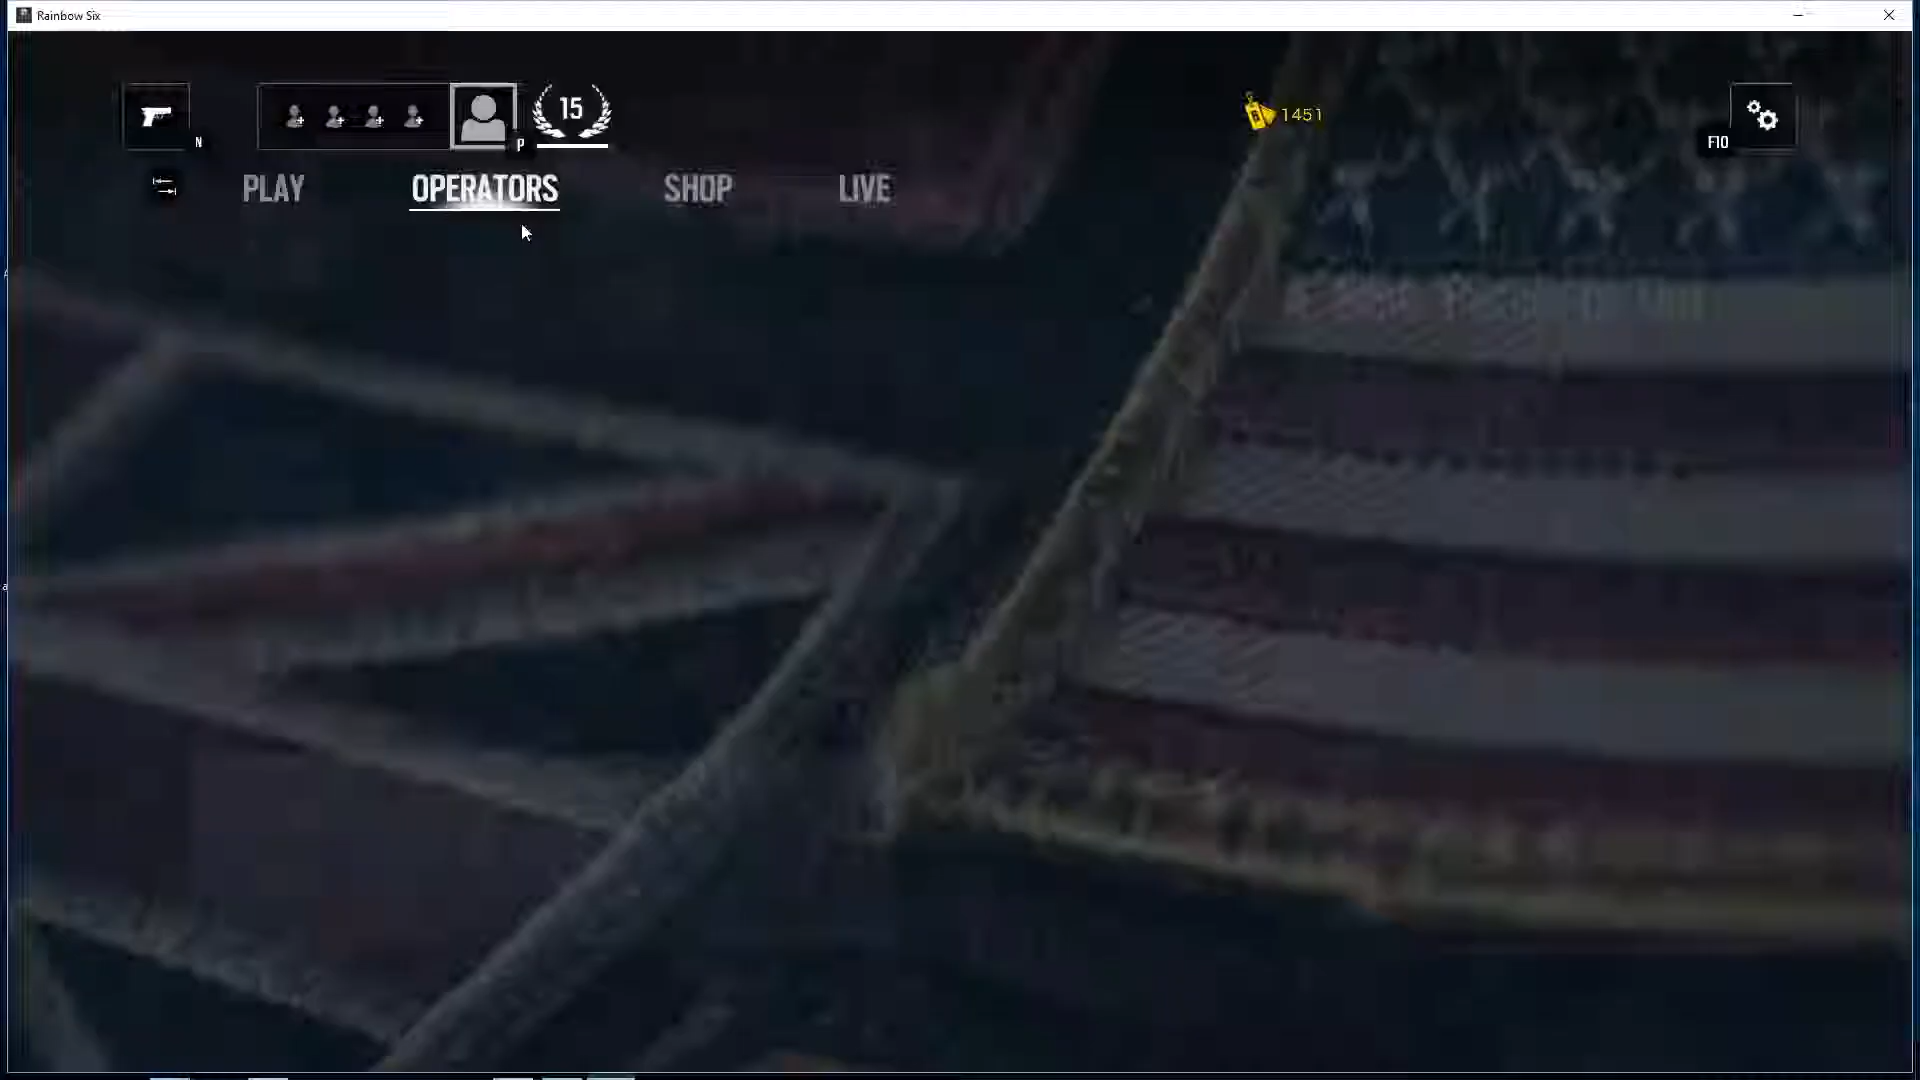 Rainbow Six
N
P
15
1451
F10
PLAY
OPERATORS
SHOP
LIVE